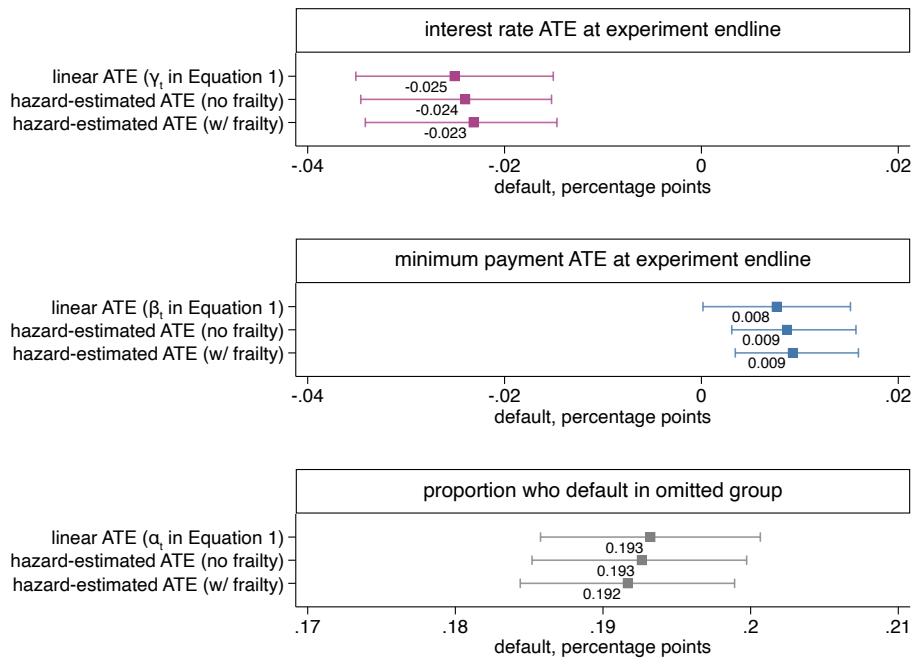 interest rate ATE at experiment endline
linear ATE (γt in Equation 1)
-0.025
hazard-estimated ATE (no frailty)
-0.024
hazard-estimated ATE (w/ frailty)
-0.023
-.04 -.02 0 .02
default, percentage points
minimum payment ATE at experiment endline
linear ATE (βt in Equation 1)
0.008
hazard-estimated ATE (no frailty)
0.009
hazard-estimated ATE (w/ frailty)
0.009
-.04 -.02 0 .02
default, percentage points
proportion who default in omitted group
linear ATE (αt in Equation 1)
0.193
hazard-estimated ATE (no frailty)
0.193
hazard-estimated ATE (w/ frailty)
0.192
.17 .18 .19 .2 .21
default, percentage points